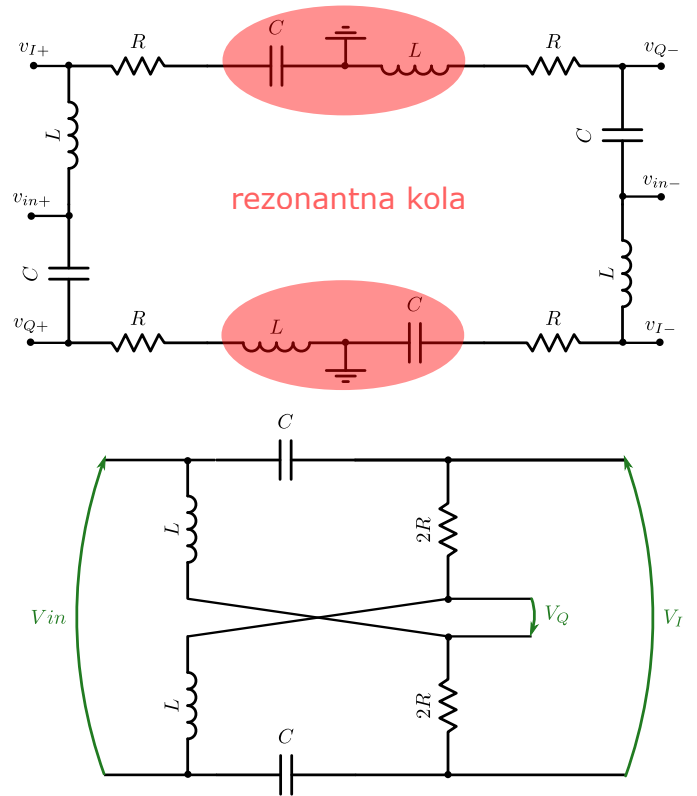 C
v_{I+} R L R v_{Q−}
L C
v_{in+} rezonantna kola v_{in−}
C L
v_{Q+} R L C R v_{I−}
C
L 2R
Vin V_Q V_I
L 2R
C